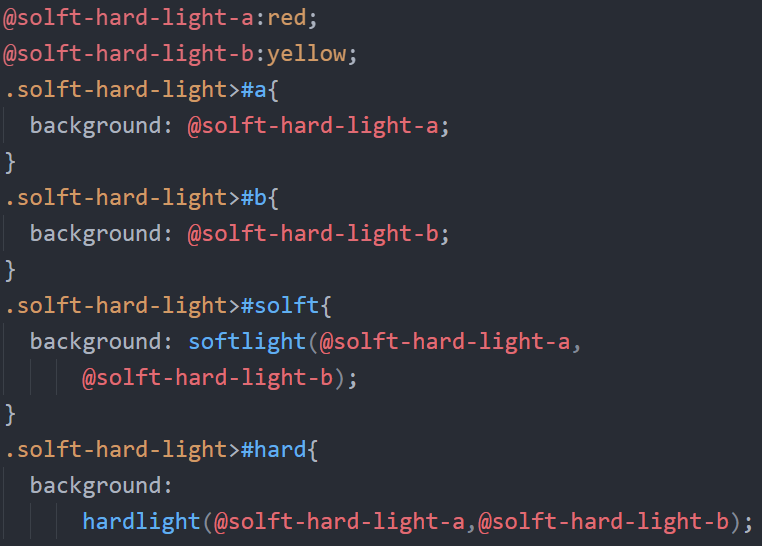 @solft-hard-light-a:red;
@solft-hard-light-b:yellow;
.solft-hard-light>#a{
background: @solft-hard-light-a;
}
.solft-hard-light>#b{
background: @solft-hard-light-b;
}
.solft-hard-light>#solft{
background: softlight(@solft-hard-light-a,
@solft-hard-light-b);
}
.solft-hard-light>#hard{
background:
hardlight(@solft-hard-light-a,@solft-hard-light-b);